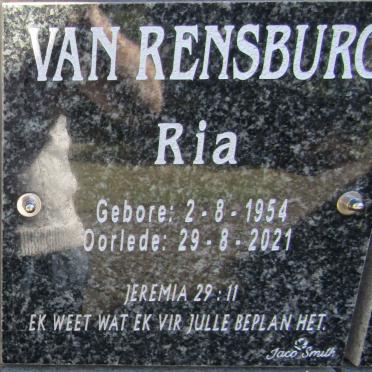 VAN RENSBURG
Ria
Gebore: 2-8-1954
Oorlede: 29-8-2021
JEREMIA 29:11
EK WEET WAT EK VIR JULLE BEPLAN HET.
Jaco Smith